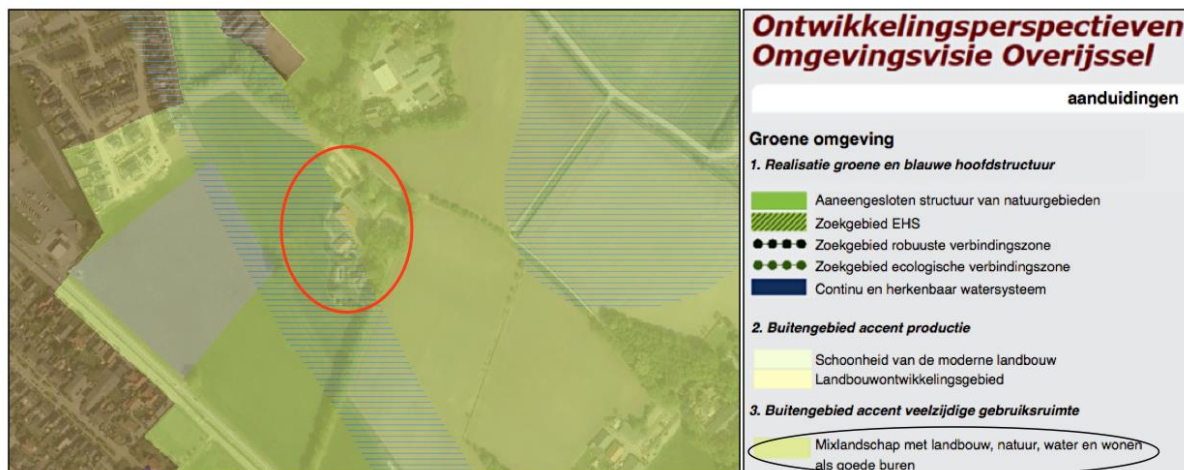 Ontwikkelingsperspectieven
Omgevingsvisie Overijssel
aanduidingen
Groene omgeving
1. Realisatie groene en blauwe hoofdstructuur
Aaneengesloten structuur van natuurgebieden
Zoekgebied EHS
Zoekgebied robuuste verbindingszone
Zoekgebied ecologische verbindingszone
Continu en herkenbaar watersysteem
2. Buitengebied accent productie
Schoonheid van de moderne landbouw
Landbouwontwikkelingsgebied
3. Buitengebied accent veelzijdige gebruiksruimte
Mixlandschap met landbouw, natuur, water en wonen
als goede buren